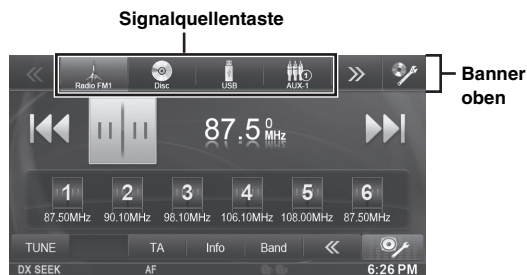 Signalquellentaste
Radio FM1 Disc USB AUX-1
Banner oben
87.5 0 MHz
1 2 3 4 5 6
87.50MHz 90.10MHz 98.10MHz 106.10MHz 108.00MHz 87.50MHz
TUNE TA Info Band
DX SEEK AF 6:26 PM